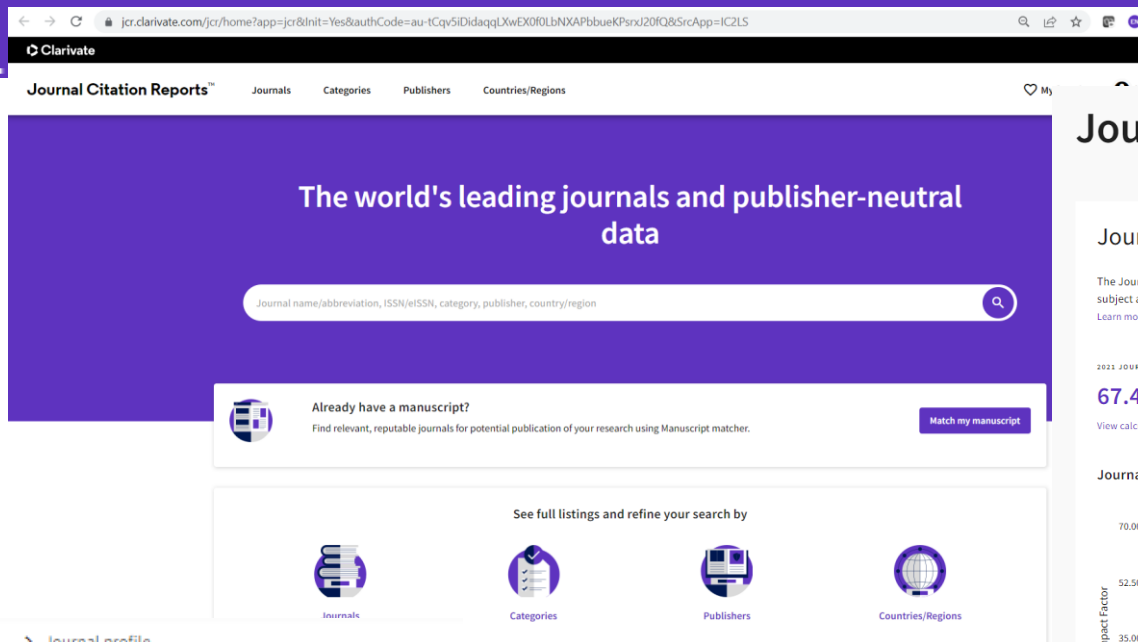 jcr.clarivate.com/jcr/home?app=jcr&Init=Yes&authCode=au-tCqv5iDidaqqLXwEX0f0LbNXAPbbueKPsrxJ20fQ&SrcApp=IC2LS
Clarivate
Journal Citation Reports™ Journals Categories Publishers Countries/Regions My
The world's leading journals and publisher-neutral
data
Journal name/abbreviation, ISSN/eISSN, category, publisher, country/region
Already have a manuscript?
Find relevant, reputable journals for potential publication of your research using Manuscript matcher.
Match my manuscript
See full listings and refine your search by
Journals Categories Publishers Countries/Regions
Journal profile
Jou
Jour
The Jour
subject a
Learn mo
2021 JOUR
67.4
View calc
Journa
70.00
52.50
35.00
pact Factor